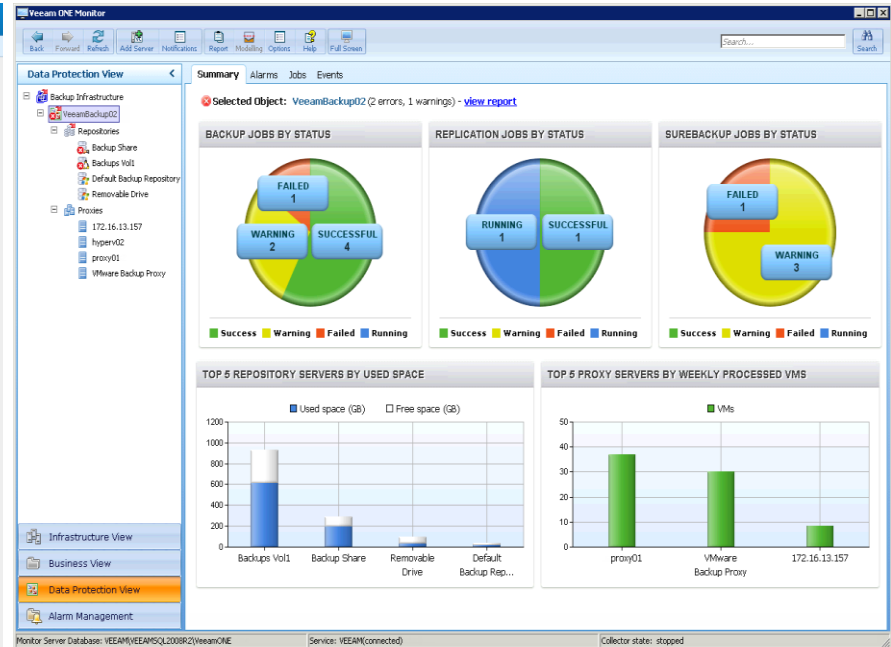 Veeam ONE Monitor
Back Forward Refresh Add Server Notifications Report Modelling Options Help Full Screen
Search...
Search
Data Protection View
Summary Alarms Jobs Events
Backup Infrastructure
VeeamBackup02
Repositories
Backup Share
Backups Vol1
Default Backup Repository
Removable Drive
Proxies
172.16.13.157
hyperv02
proxy01
VMware Backup Proxy
Selected Object: VeeamBackup02 (2 errors, 1 warnings) - view report
BACKUP JOBS BY STATUS
FAILED
1
WARNING
2
SUCCESSFUL
4
Success Warning Failed Running
REPLICATION JOBS BY STATUS
RUNNING
1
SUCCESSFUL
1
Success Warning Failed Running
SUREBACKUP JOBS BY STATUS
FAILED
1
WARNING
3
Success Warning Failed Running
TOP 5 REPOSITORY SERVERS BY USED SPACE
Used space (GB) Free space (GB)
1200
1000
800
600
400
200
0
Backups Vol1
Backup Share
Removable
Drive
Default
Backup Rep...
TOP 5 PROXY SERVERS BY WEEKLY PROCESSED VMS
VMs
50
40
30
20
10
0
proxy01
VMware
Backup Proxy
172.16.13.157
Infrastructure View
Business View
Data Protection View
Alarm Management
Monitor Server Database: VEEAM\VEEAMSQL2008R2\VeeamONE
Service: VEEAM(connected)
Collector state: stopped